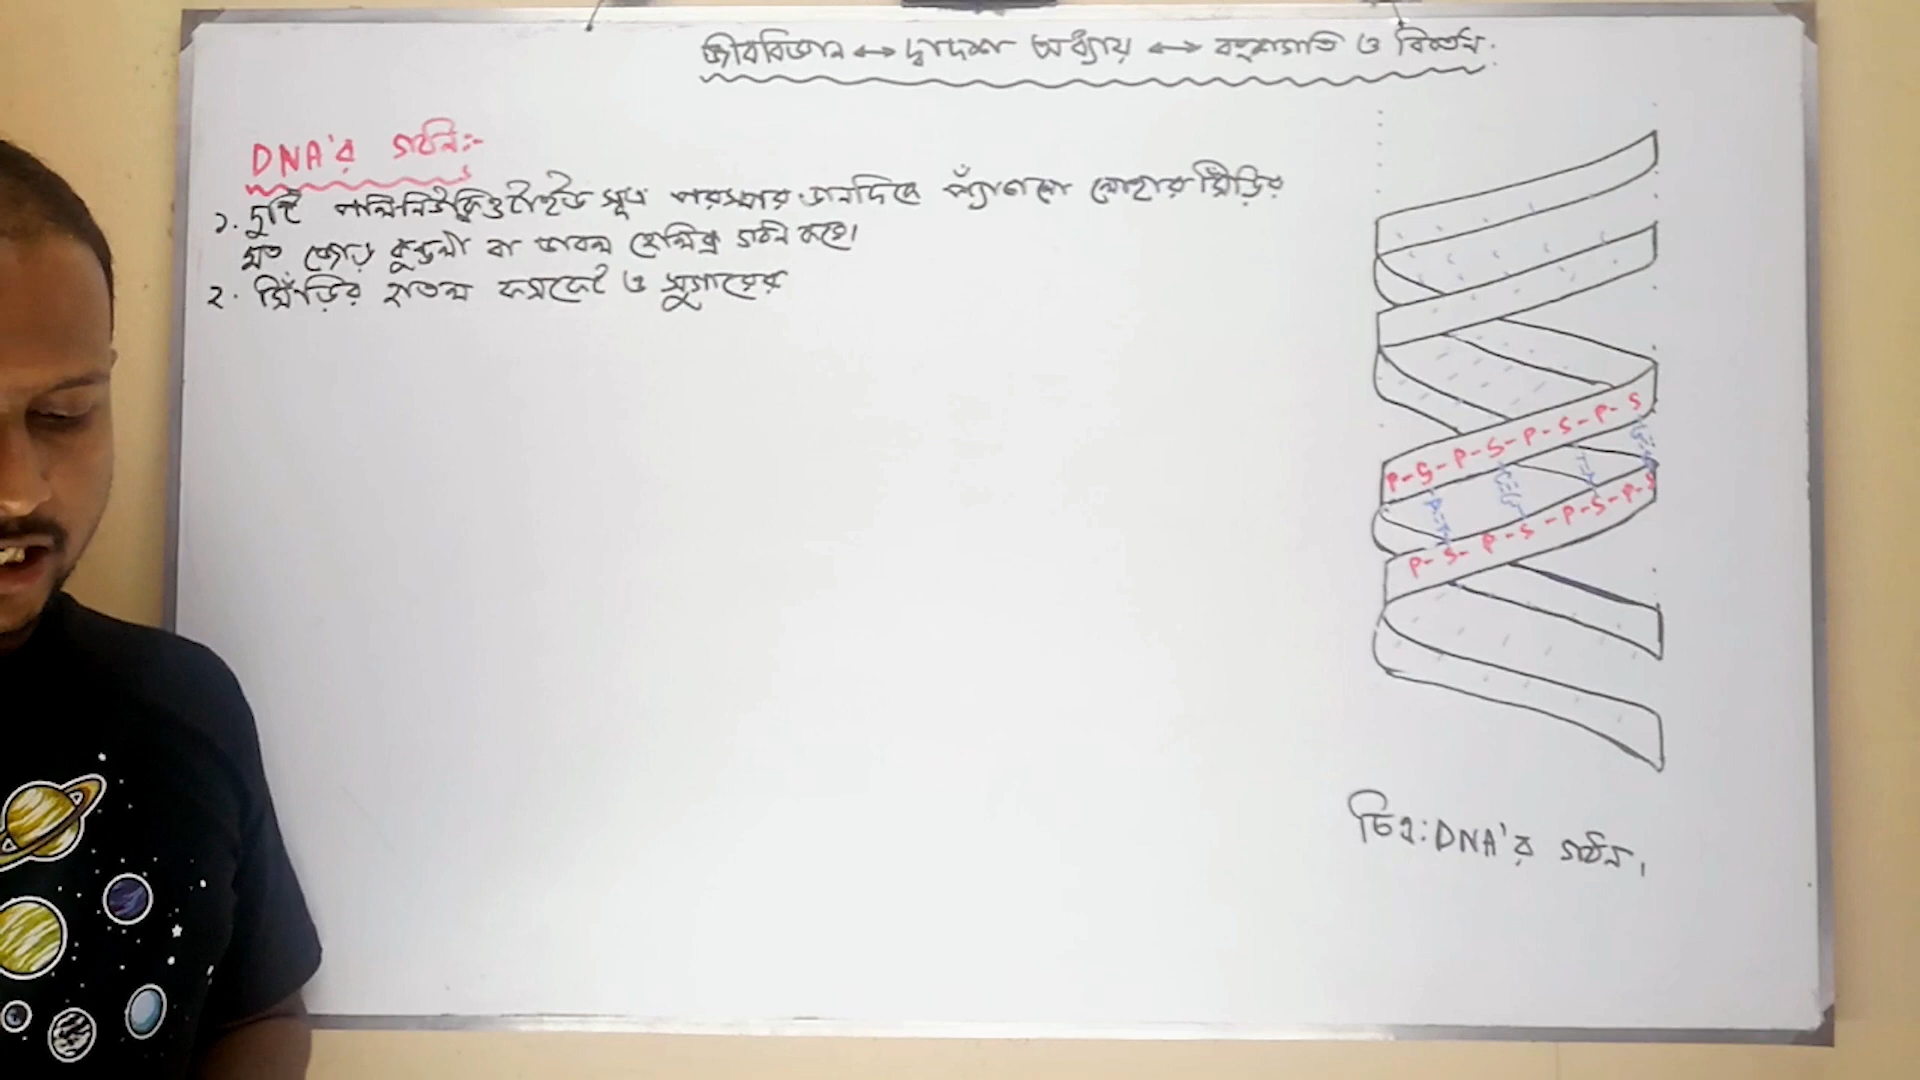 জীববিজ্ঞান ↔ দ্বাদশ অধ্যায় ↔ বংশগতি ও বিবর্তন.
DNA'র গঠন:-
১. দুটি পলিনিউক্লিওটাইড সূত্র পরস্পর ডানদিকে প্যাঁচানো লোহার সিঁড়ির
মত জোড় কুন্ডলী বা ডাবল হেলিক্স গঠন করে।
২. সিঁড়ির হাতল ফসফেট ও সুগারের
P-S-P-S-P-S-P-S
P-S-P-S-P-S-P-S
চিত্র: DNA'র গঠন।